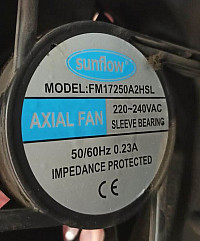 sunflow
MODEL:FM17250A2HSL
AXIAL FAN
220~240VAC
SLEEVE BEARING
50/60Hz 0.23A
IMPEDANCE PROTECTED
CE